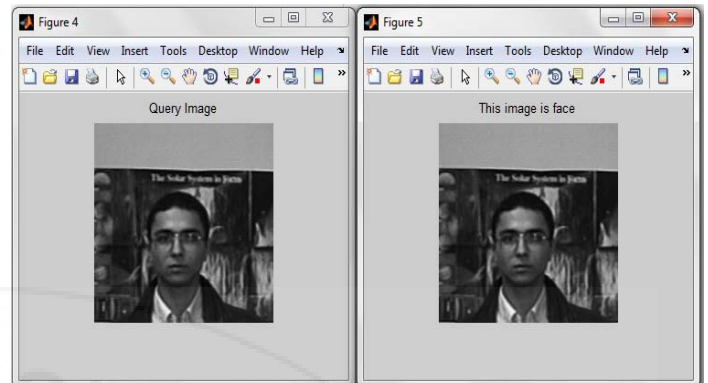 Figure 4
File Edit View Insert Tools Desktop Window Help
Query Image
The Solar System in Focus
Figure 5
File Edit View Insert Tools Desktop Window Help
This image is face
The Solar System in Focus